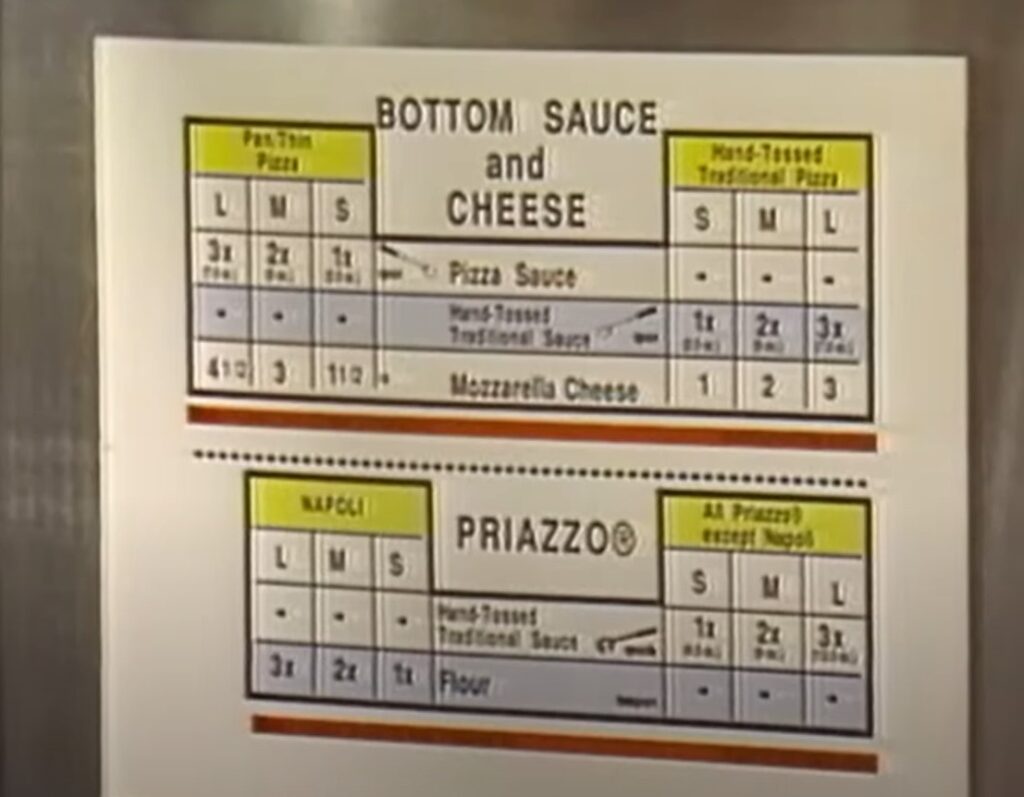 BOTTOM SAUCE
and
CHEESE
Pan/Thin
Pizza
Hand-Tossed
Traditional Pizza
L M S
S M L
3x 2x 1x Pizza Sauce - - -
- - - Hand-Tossed
Traditional Sauce 1x 2x 3x
4 1/2 3 1 1/2 Mozzarella Cheese 1 2 3
NAPOLI
PRIAZZO®
All Priazzo®
except Napoli
L M S
S M L
- - - Hand-Tossed
Traditional Sauce 1x 2x 3x
3x 2x 1x Flour - - -